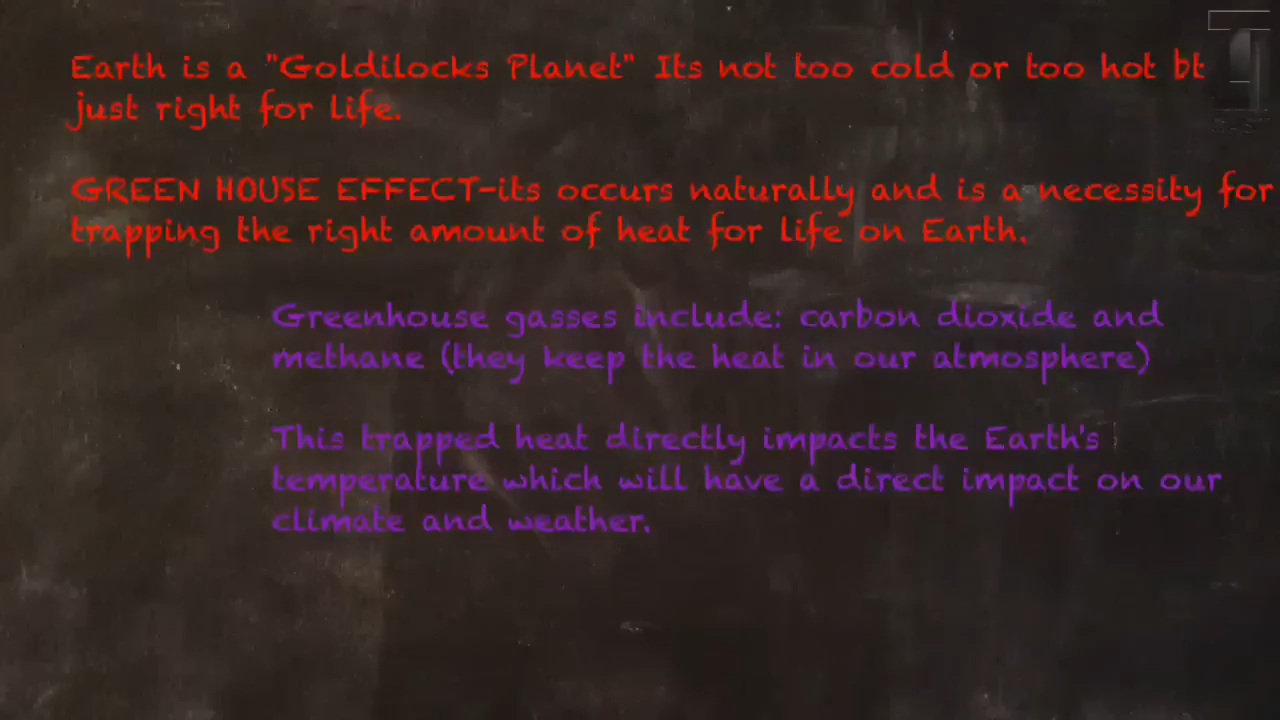 Earth is a "Goldilocks Planet" Its not too cold or too hot bt
just right for life.
GREEN HOUSE EFFECT-its occurs naturally and is a necessity for
trapping the right amount of heat for life on Earth.
Greenhouse gasses include: carbon dioxide and
methane (they keep the heat in our atmosphere)
This trapped heat directly impacts the Earth's
temperature which will have a direct impact on our
climate and weather.